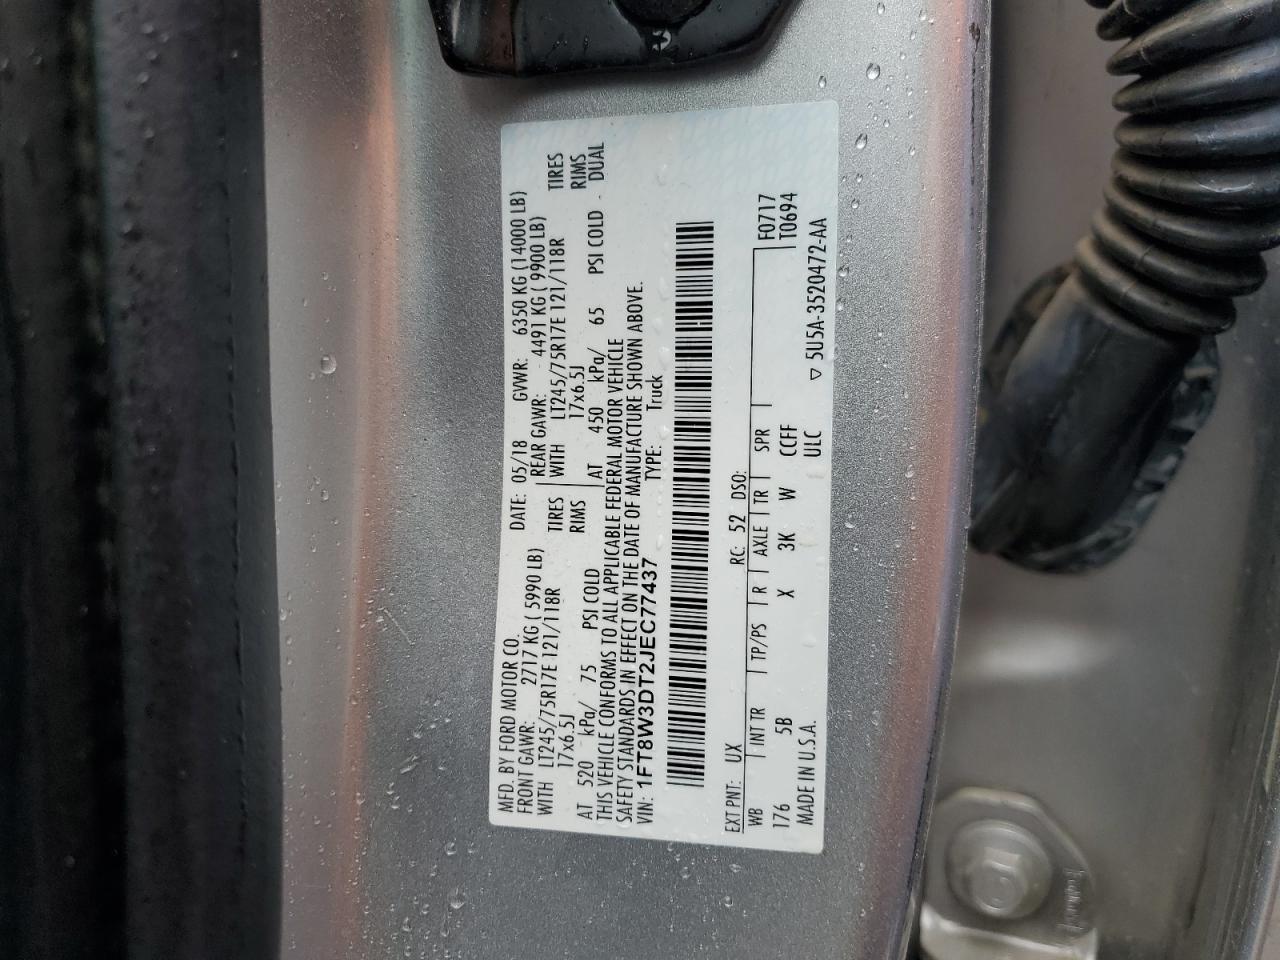 MFD. BY FORD MOTOR CO.
DATE: 05/18 GVWR: 6350 KG (14000 LB)
FRONT GAWR: 2717 KG ( 5990 LB) REAR GAWR: 4491 KG ( 9900 LB)
WITH LT245/75R17E 121/118R TIRES WITH LT245/75R17E 121/118R TIRES
17x6.5J RIMS 17x6.5J RIMS
AT 520 kPa/ 75 PSI COLD AT 450 kPa/ 65 PSI COLD . DUAL
THIS VEHICLE CONFORMS TO ALL APPLICABLE FEDERAL MOTOR VEHICLE
SAFETY STANDARDS IN EFFECT ON THE DATE OF MANUFACTURE SHOWN ABOVE.
VIN: 1FT8W3DT2JEC77437 TYPE: Truck
EXT PNT: UX RC: 52 DSO: F0717
WB INT TR TP/PS R AXLE TR SPR T0694
176 5B X 3K W CCFF
MADE IN U.S.A. ULC ▽ 5U5A-3520472-AA